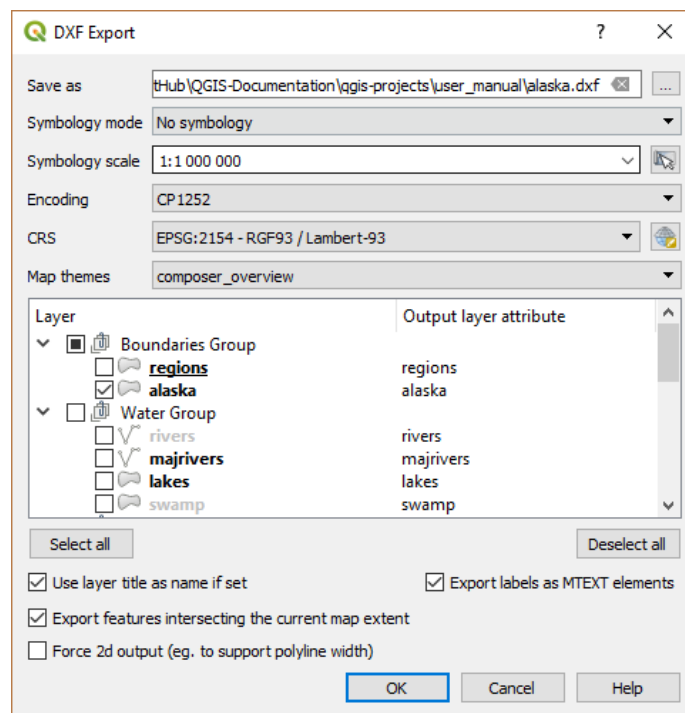 DXF Export ?
Save as tHub\QGIS-Documentation\qgis-projects\user_manual\alaska.dxf ...
Symbology mode No symbology
Symbology scale 1:1 000 000
Encoding CP1252
CRS EPSG:2154 - RGF93 / Lambert-93
Map themes composer_overview
Layer Output layer attribute
Boundaries Group
regions regions
alaska alaska
Water Group
rivers rivers
majrivers majrivers
lakes lakes
swamp swamp
Select all Deselect all
Use layer title as name if set Export labels as MTEXT elements
Export features intersecting the current map extent
Force 2d output (eg. to support polyline width)
OK Cancel Help